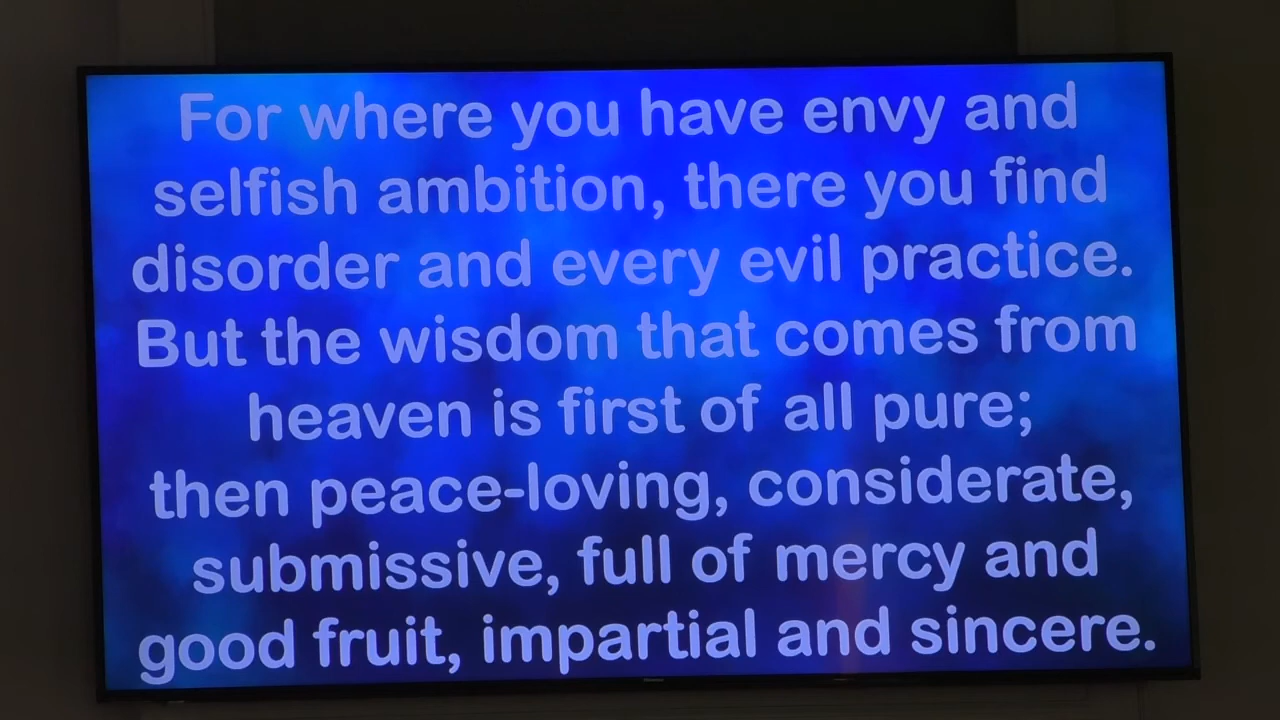 For where you have envy and
selfish ambition, there you find
disorder and every evil practice.
But the wisdom that comes from
heaven is first of all pure;
then peace-loving, considerate,
submissive, full of mercy and
good fruit, impartial and sincere.